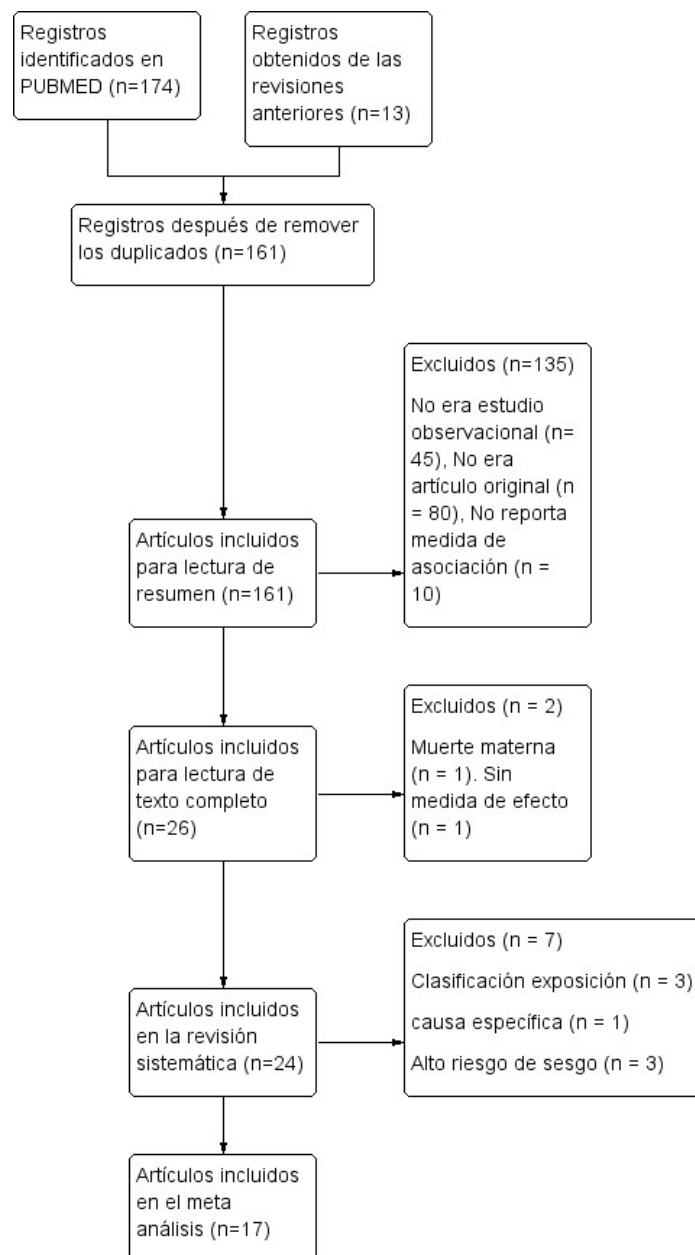 Registros
identificados en
PUBMED (n=174)
Registros
obtenidos de las
revisiones
anteriores (n=13)
Registros después de remover
los duplicados (n=161)
Excluidos (n=135)
No era estudio
observacional (n=
45), No era
artículo original (n
= 80), No reporta
medida de
asociación (n =
10)
Artículos incluidos
para lectura de
resumen (n=161)
Excluidos (n = 2)
Muerte materna
(n = 1). Sin
medida de efecto
(n = 1)
Artículos incluidos
para lectura de
texto completo
(n=26)
Excluidos (n = 7)
Clasificación exposición (n = 3)
causa específica (n = 1)
Alto riesgo de sesgo (n = 3)
Artículos incluidos
en la revisión
sistemática (n=24)
Artículos incluidos
en el meta
análisis (n=17)